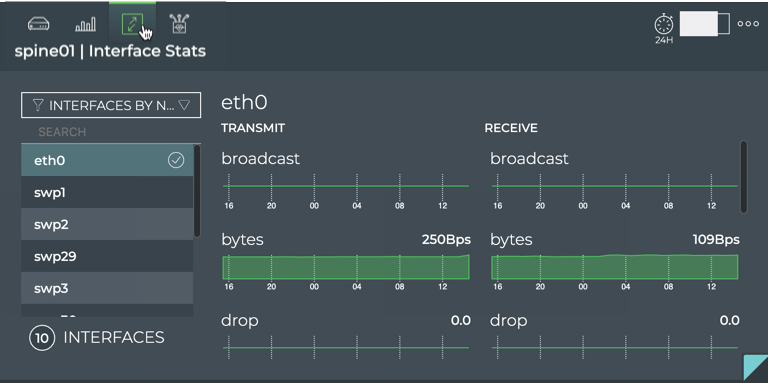 24H
spine01 | Interface Stats
INTERFACES BY N...
SEARCH
eth0
swp1
swp2
swp29
swp3
10 INTERFACES
eth0
TRANSMIT
broadcast
16 20 00 04 08 12
bytes 250Bps
16 20 00 04 08 12
drop 0.0
RECEIVE
broadcast
16 20 00 04 08 12
bytes 109Bps
16 20 00 04 08 12
drop 0.0